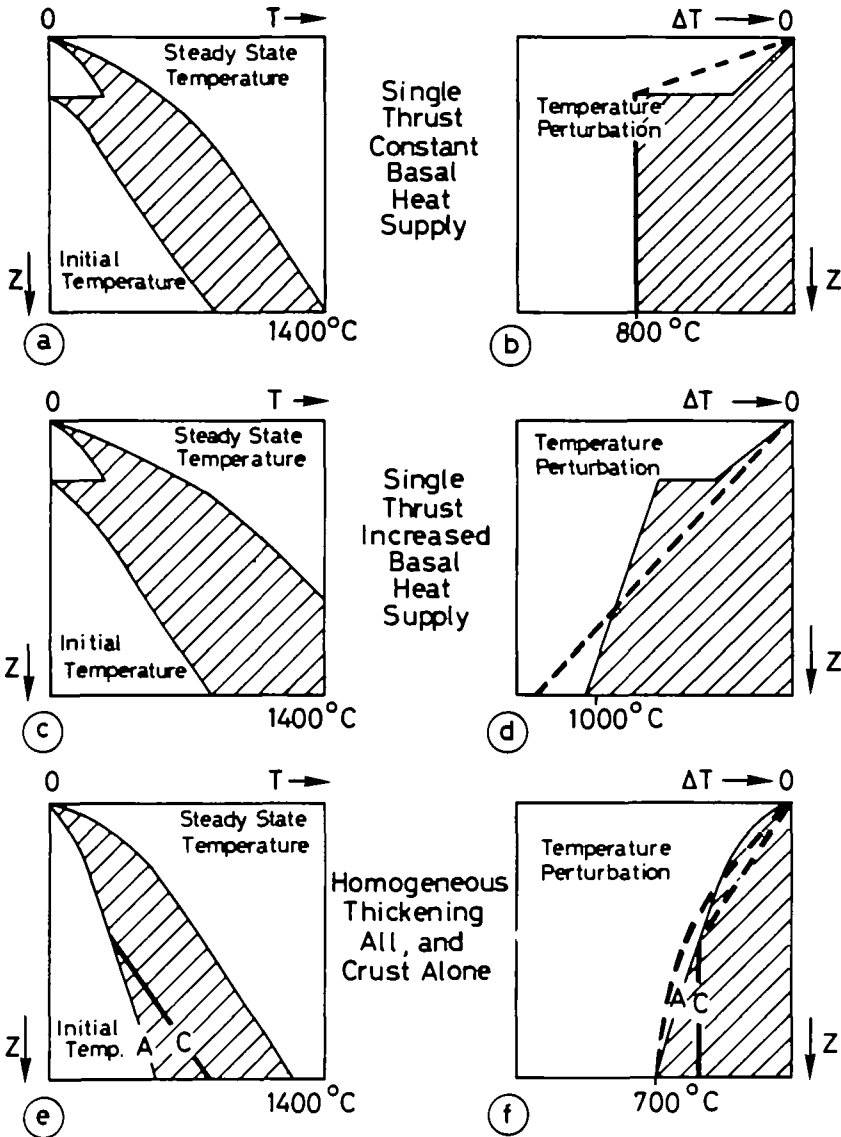 0 T →
Steady State
Temperature
Initial
Temperature
Z
1400°C
a
Single
Thrust
Constant
Basal
Heat
Supply
ΔT → 0
Temperature
Perturbation
Z
800°C
b
0 T →
Steady State
Temperature
Initial
Temperature
Z
1400°C
c
Single
Thrust
Increased
Basal
Heat
Supply
ΔT → 0
Temperature
Perturbation
Z
1000°C
d
0 T →
Steady State
Temperature
Initial
Temp. A C
Z
1400°C
e
Homogeneous
Thickening
All, and
Crust Alone
ΔT → 0
Temperature
Perturbation
A C
Z
700°C
f